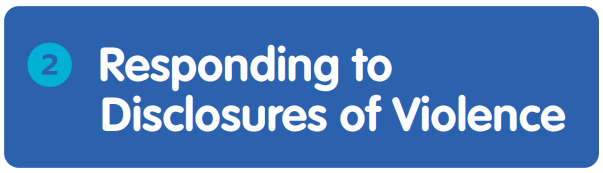 2 Responding to
Disclosures of Violence